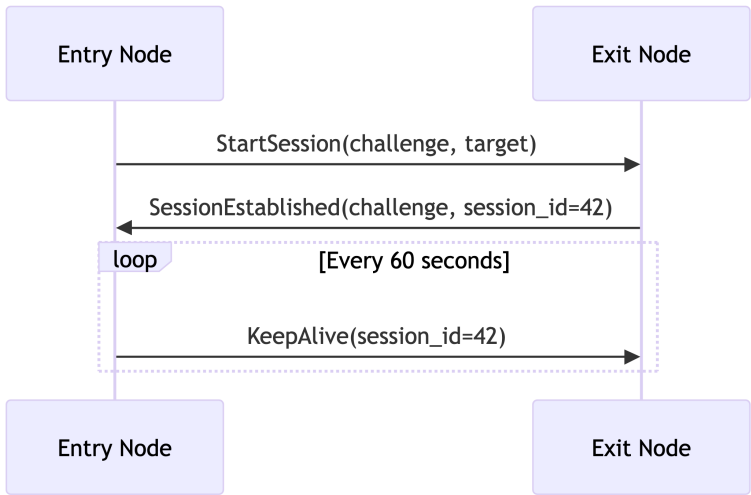 Entry Node
Exit Node
StartSession(challenge, target)
SessionEstablished(challenge, session_id=42)
loop
[Every 60 seconds]
KeepAlive(session_id=42)
Entry Node
Exit Node